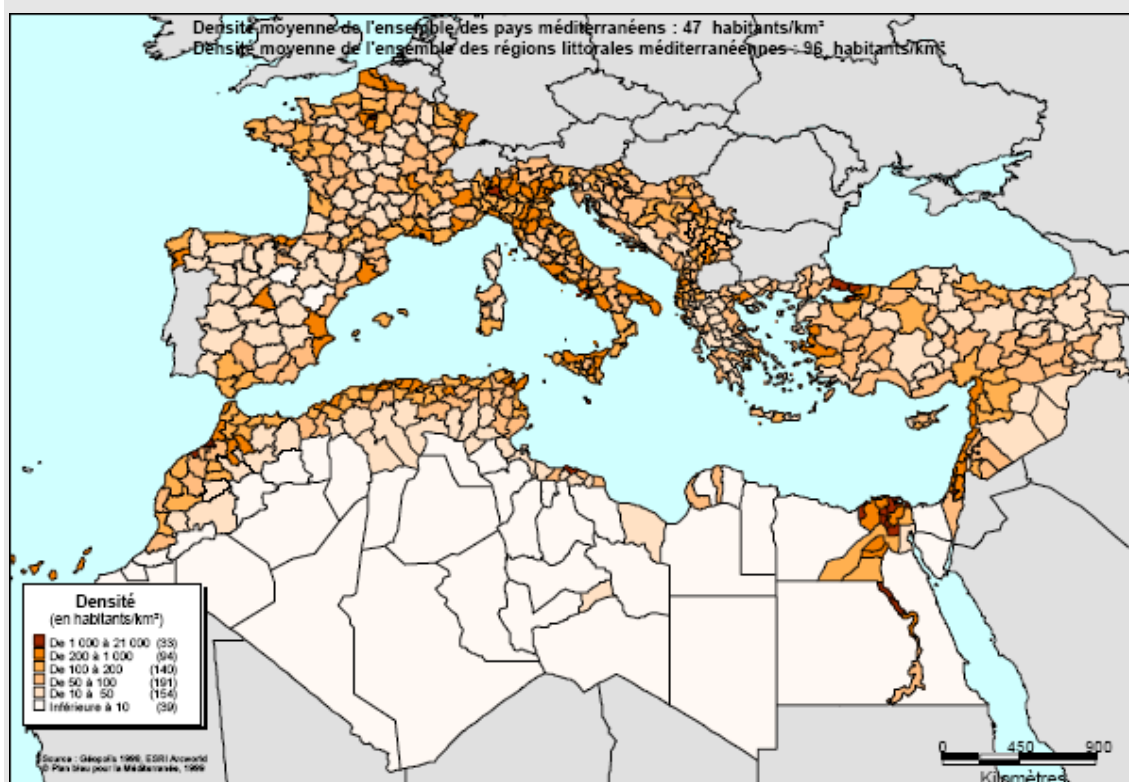 Densité moyenne de l'ensemble des pays méditerranéens : 47 habitants/km²
Densité moyenne de l'ensemble des régions littorales méditerranéennes : 96 habitants/km²
Densité
(en habitants/km²)
De 1 000 à 21 000 (33)
De 200 à 1 000 (94)
De 100 à 200 (140)
De 50 à 100 (191)
De 10 à 50 (154)
Inférieure à 10 (39)
Source : Géopolis 1998, ESRI Arcworld
© Plan bleu pour la Méditerranée, 1999
0 450 900
Kilomètres